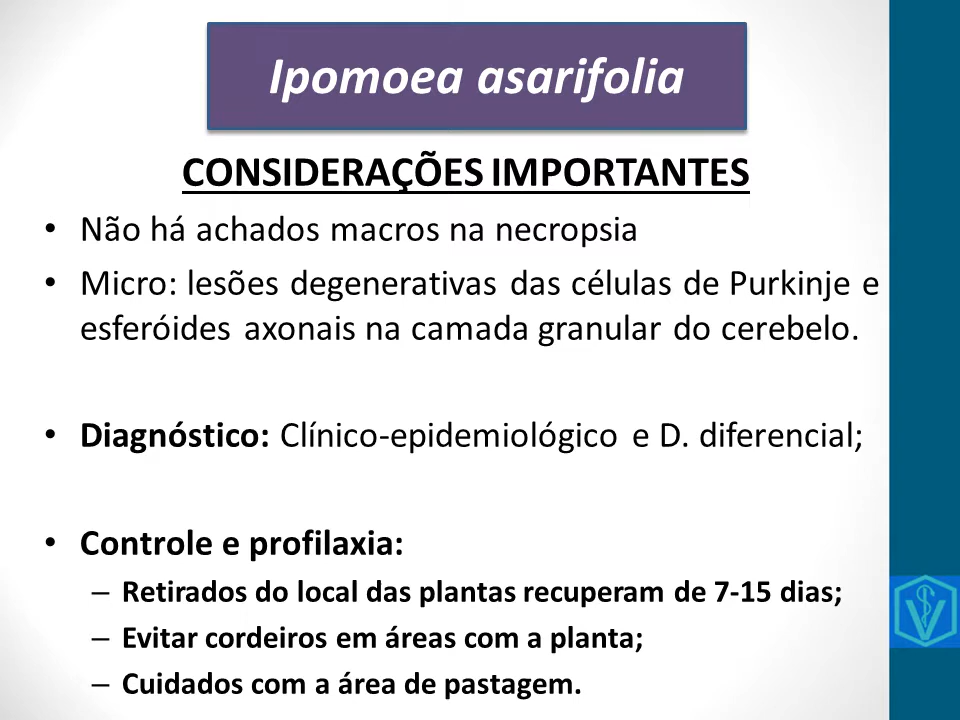 Ipomoea asarifolia
CONSIDERAÇÕES IMPORTANTES
• Não há achados macros na necropsia
• Micro: lesões degenerativas das células de Purkinje e
esferóides axonais na camada granular do cerebelo.
• Diagnóstico: Clínico-epidemiológico e D. diferencial;
• Controle e profilaxia:
– Retirados do local das plantas recuperam de 7-15 dias;
– Evitar cordeiros em áreas com a planta;
– Cuidados com a área de pastagem.